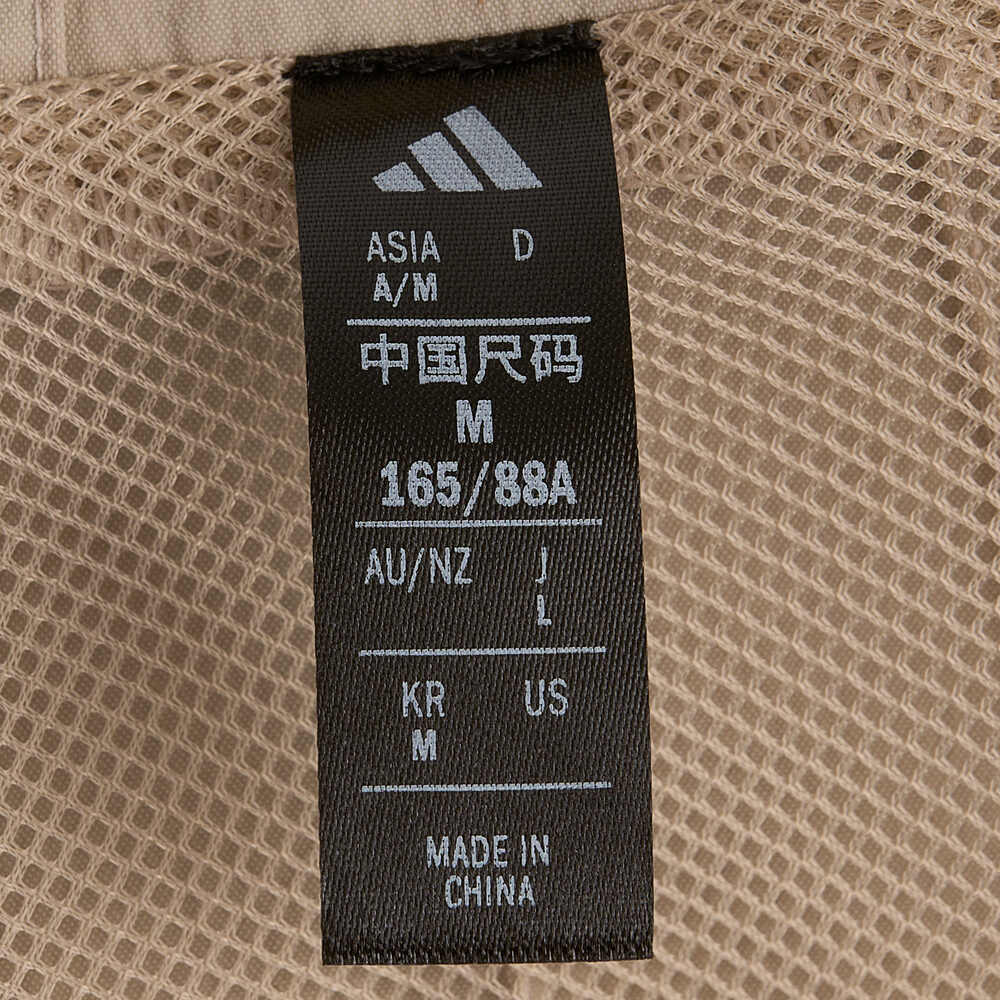 ASIA D
A/M
中国尺码
M
165/88A
AU/NZ J
L
KR US
M
MADE IN
CHINA